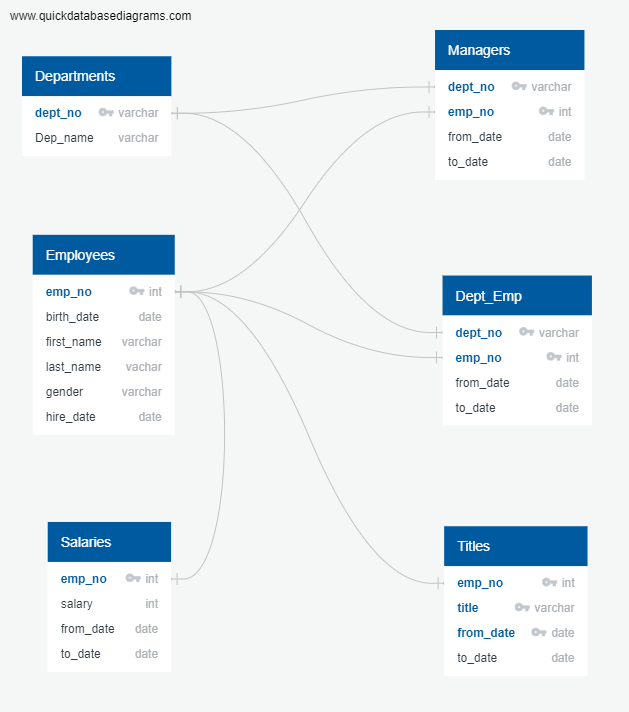 www.quickdatabasediagrams.com
Departments
dept_no varchar
Dep_name varchar
Managers
dept_no varchar
emp_no int
from_date date
to_date date
Employees
emp_no int
birth_date date
first_name varchar
last_name vachar
gender varchar
hire_date date
Dept_Emp
dept_no varchar
emp_no int
from_date date
to_date date
Salaries
emp_no int
salary int
from_date date
to_date date
Titles
emp_no int
title varchar
from_date date
to_date date